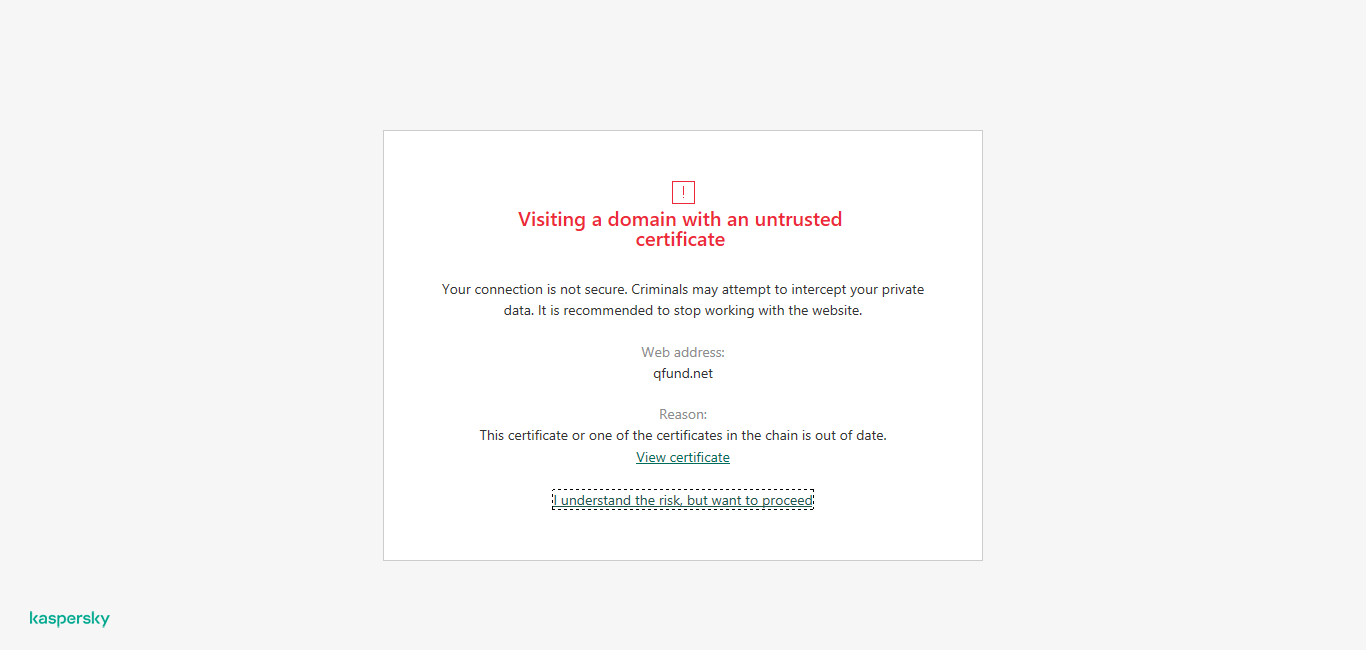 !
Visiting a domain with an untrusted
certificate
Your connection is not secure. Criminals may attempt to intercept your private
data. It is recommended to stop working with the website.
Web address:
qfund.net
Reason:
This certificate or one of the certificates in the chain is out of date.
View certificate
I understand the risk, but want to proceed
kaspersky